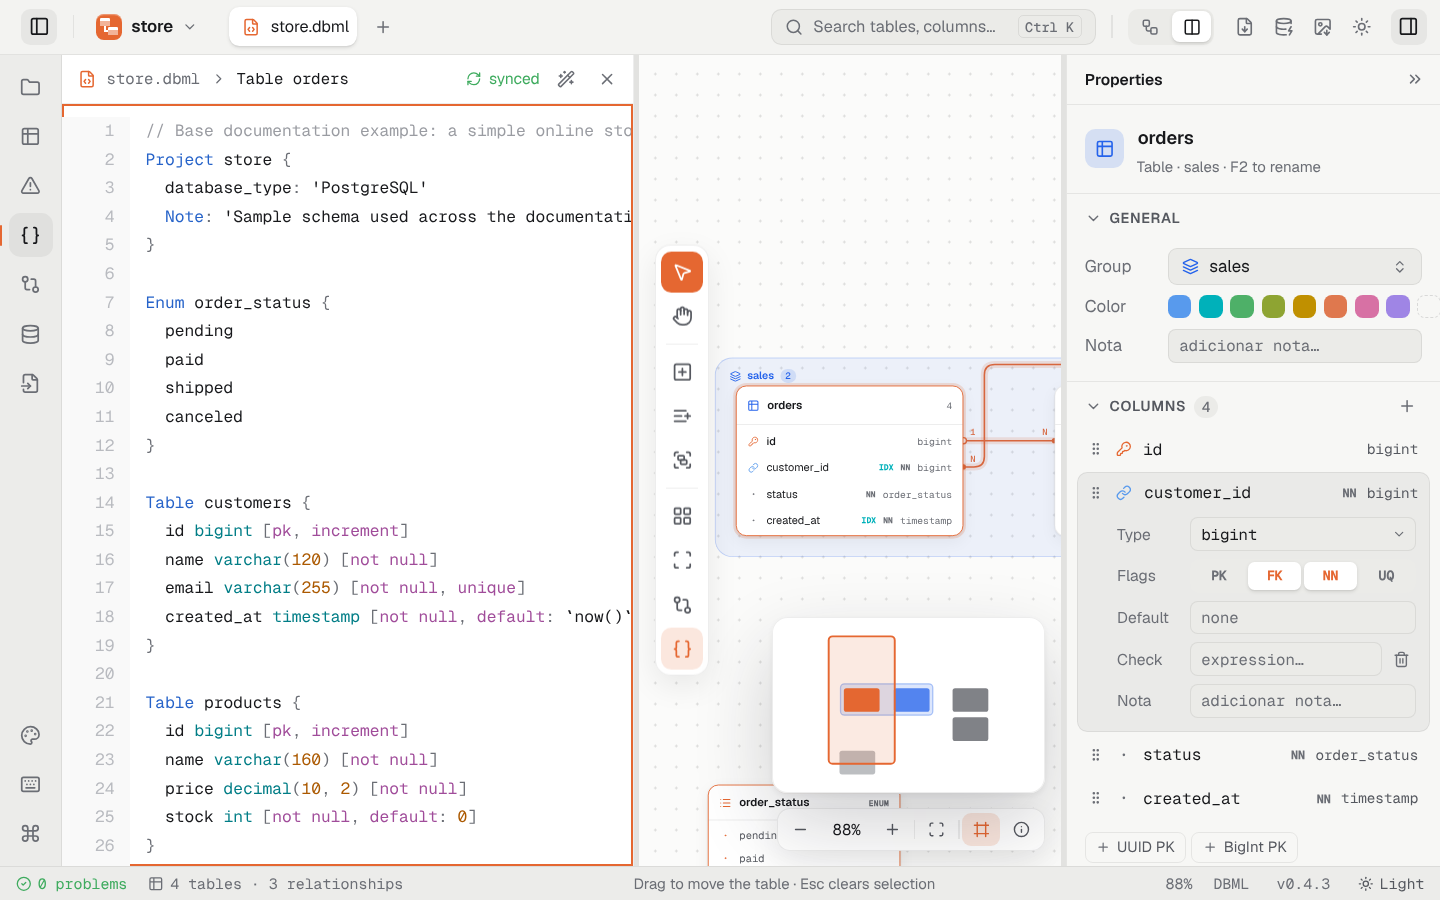 store
store.dbml
Search tables, columns... Ctrl K
store.dbml > Table orders
synced
1 // Base documentation example: a simple online sto
2 Project store {
3 database_type: 'PostgreSQL'
4 Note: 'Sample schema used across the documentati
5 }
6
7 Enum order_status {
8 pending
9 paid
10 shipped
11 canceled
12 }
13
14 Table customers {
15 id bigint [pk, increment]
16 name varchar(120) [not null]
17 email varchar(255) [not null, unique]
18 created_at timestamp [not null, default: `now()`
19 }
20
21 Table products {
22 id bigint [pk, increment]
23 name varchar(160) [not null]
24 price decimal(10, 2) [not null]
25 stock int [not null, default: 0]
26 }
sales 2
orders 4
id bigint
customer_id IDX NN bigint
status NN order_status
created_at IDX NN timestamp
1 N
N
order_status ENUM
pendin
paid
88%
Properties
orders
Table · sales · F2 to rename
GENERAL
Group sales
Color
Nota adicionar nota…
COLUMNS 4
id bigint
customer_id NN bigint
Type bigint
Flags PK FK NN UQ
Default none
Check expression…
Nota adicionar nota…
status NN order_status
created_at NN timestamp
+ UUID PK + BigInt PK
0 problems
4 tables · 3 relationships
Drag to move the table · Esc clears selection
88% DBML v0.4.3 Light